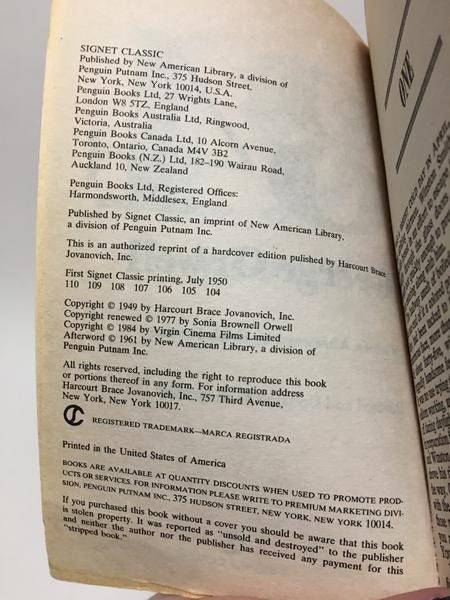 SIGNET CLASSIC
Published by New American Library, a division of
Penguin Putnam Inc., 375 Hudson Street,
New York, New York 10014, U.S.A.
Penguin Books Ltd, 27 Wrights Lane,
London W8 5TZ, England
Penguin Books Australia Ltd, Ringwood,
Victoria, Australia
Penguin Books Canada Ltd, 10 Alcorn Avenue,
Toronto, Ontario, Canada M4V 3B2
Penguin Books (N.Z.) Ltd, 182–190 Wairau Road,
Auckland 10, New Zealand
Penguin Books Ltd, Registered Offices:
Harmondsworth, Middlesex, England
Published by Signet Classic, an imprint of New American Library,
a division of Penguin Putnam Inc.
This is an authorized reprint of a hardcover edition pulished by Harcourt Brace
Jovanovich, Inc.
First Signet Classic printing, July 1950
110 109 108 107 106 105 104
Copyright © 1949 by Harcourt Brace Jovanovich, Inc.
Copyright renewed © 1977 by Sonia Brownell Orwell
Copyright © 1984 by Virgin Cinema Films Limited
Afterword © 1961 by New American Library, a division of
Penguin Putnam Inc.
All rights reserved, including the right to reproduce this book
or portions thereof in any form. For information address
Harcourt Brace Jovanovich, Inc., 757 Third Avenue,
New York, New York 10017.
REGISTERED TRADEMARK—MARCA REGISTRADA
Printed in the United States of America
BOOKS ARE AVAILABLE AT QUANTITY DISCOUNTS WHEN USED TO PROMOTE PROD-
UCTS OR SERVICES. FOR INFORMATION PLEASE WRITE TO PREMIUM MARKETING DIVI-
SION, PENGUIN PUTNAM INC., 375 HUDSON STREET, NEW YORK, NEW YORK 10014.
If you purchased this book without a cover you should be aware that this book
is stolen property. It was reported as "unsold and destroyed" to the publisher
and neither the author nor the publisher has received any payment for this
"stripped book."
ONE
COLD DAY IN APRIL